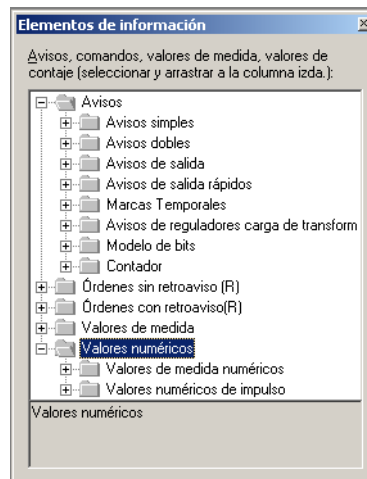 Elementos de información
Avisos, comandos, valores de medida, valores de
contaje (seleccionar y arrastrar a la columna izda.):
Avisos
Avisos simples
Avisos dobles
Avisos de salida
Avisos de salida rápidos
Marcas Temporales
Avisos de reguladores carga de transform
Modelo de bits
Contador
Órdenes sin retroaviso (R)
Órdenes con retroaviso(R)
Valores de medida
Valores numéricos
Valores de medida numéricos
Valores numéricos de impulso
Valores numéricos